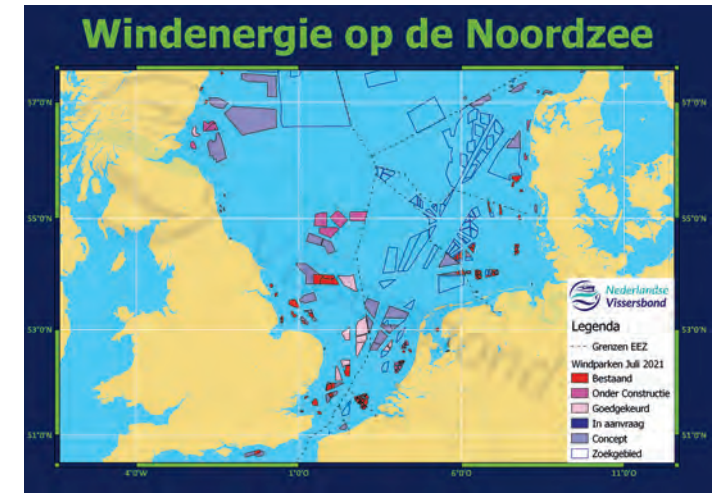 Windenergie op de Noordzee
57°0'N
57°0'N
55°0'N
55°0'N
53°0'N
53°0'N
51°0'N
51°0'N
4°0'W
1°0'E
6°0'E
11°0'E
Nederlandse
Vissersbond
Legenda
Grenzen EEZ
Windparken Juli 2021
Bestaand
Onder Constructie
Goedgekeurd
In aanvraag
Concept
Zoekgebied